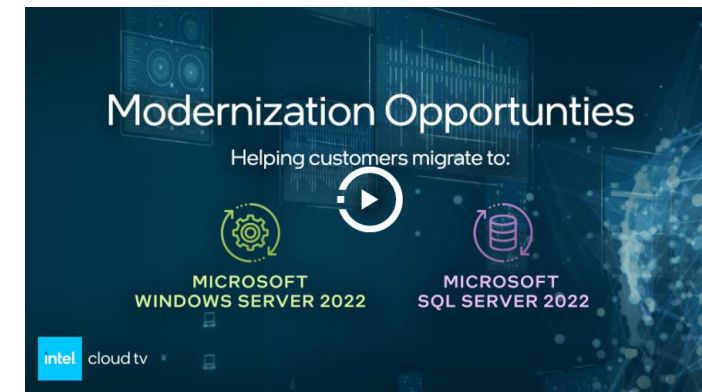 Modernization Opportunties
Helping customers migrate to:
MICROSOFT
WINDOWS SERVER 2022
MICROSOFT
SQL SERVER 2022
intel. cloud tv